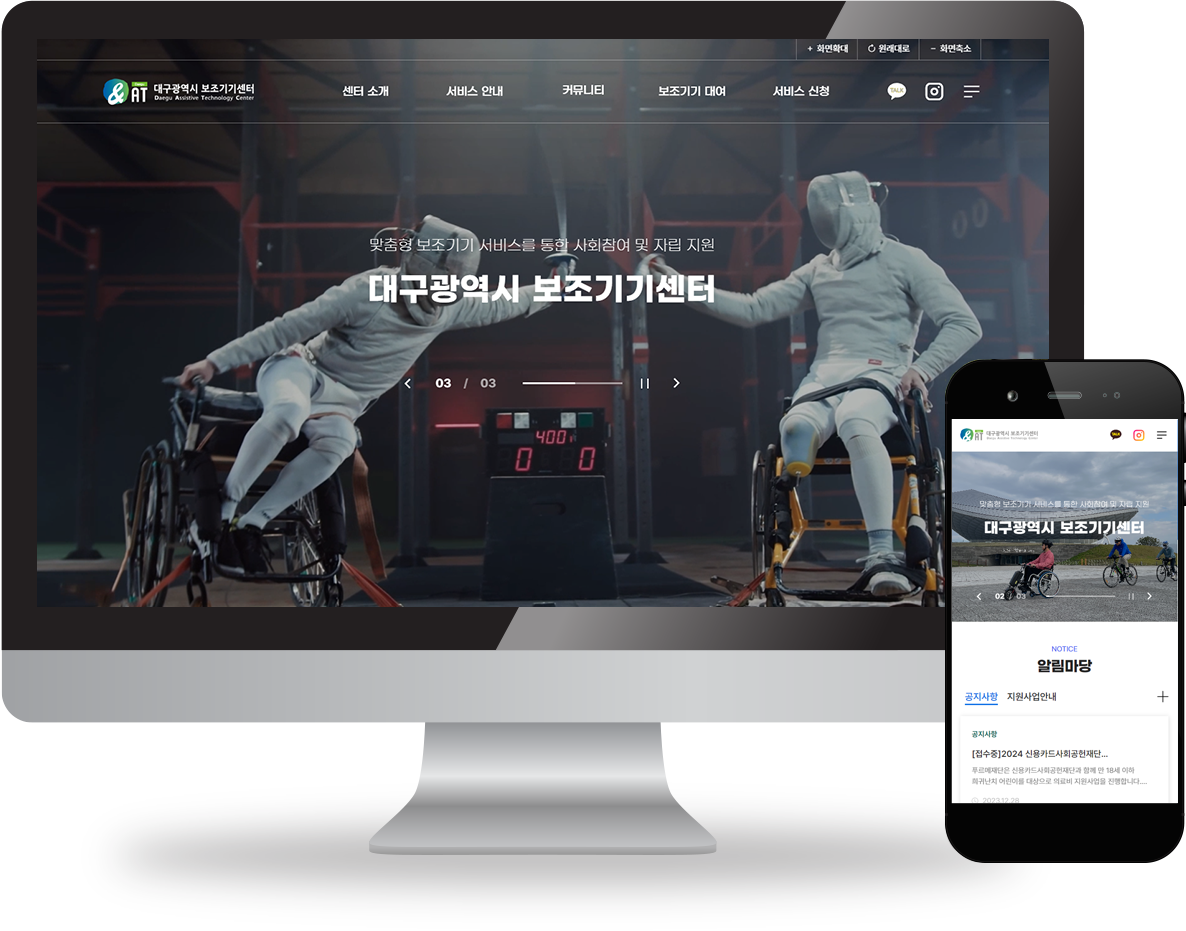 + 화면확대
원래대로
− 화면축소
& AT 대구광역시 보조기기센터
Daegu Assistive Technology Center
센터 소개
서비스 안내
커뮤니티
보조기기 대여
서비스 신청
TALK
맞춤형 보조기기 서비스를 통한 사회참여 및 자립 지원
대구광역시 보조기기센터
03 / 03
400
0 0
& AT 대구광역시 보조기기센터
Daegu Assistive Technology Center
맞춤형 보조기기 서비스를 통한 사회참여 및 자립 지원
대구광역시 보조기기센터
02 / 03
NOTICE
알림마당
공지사항 지원사업안내
공지사항
[접수중]2024 신용카드사회공헌재단...
푸르메재단은 신용카드사회공헌재단과 함께 만 18세 이하
희귀난치 어린이를 대상으로 의료비 지원사업을 진행합니다....
2023.12.28